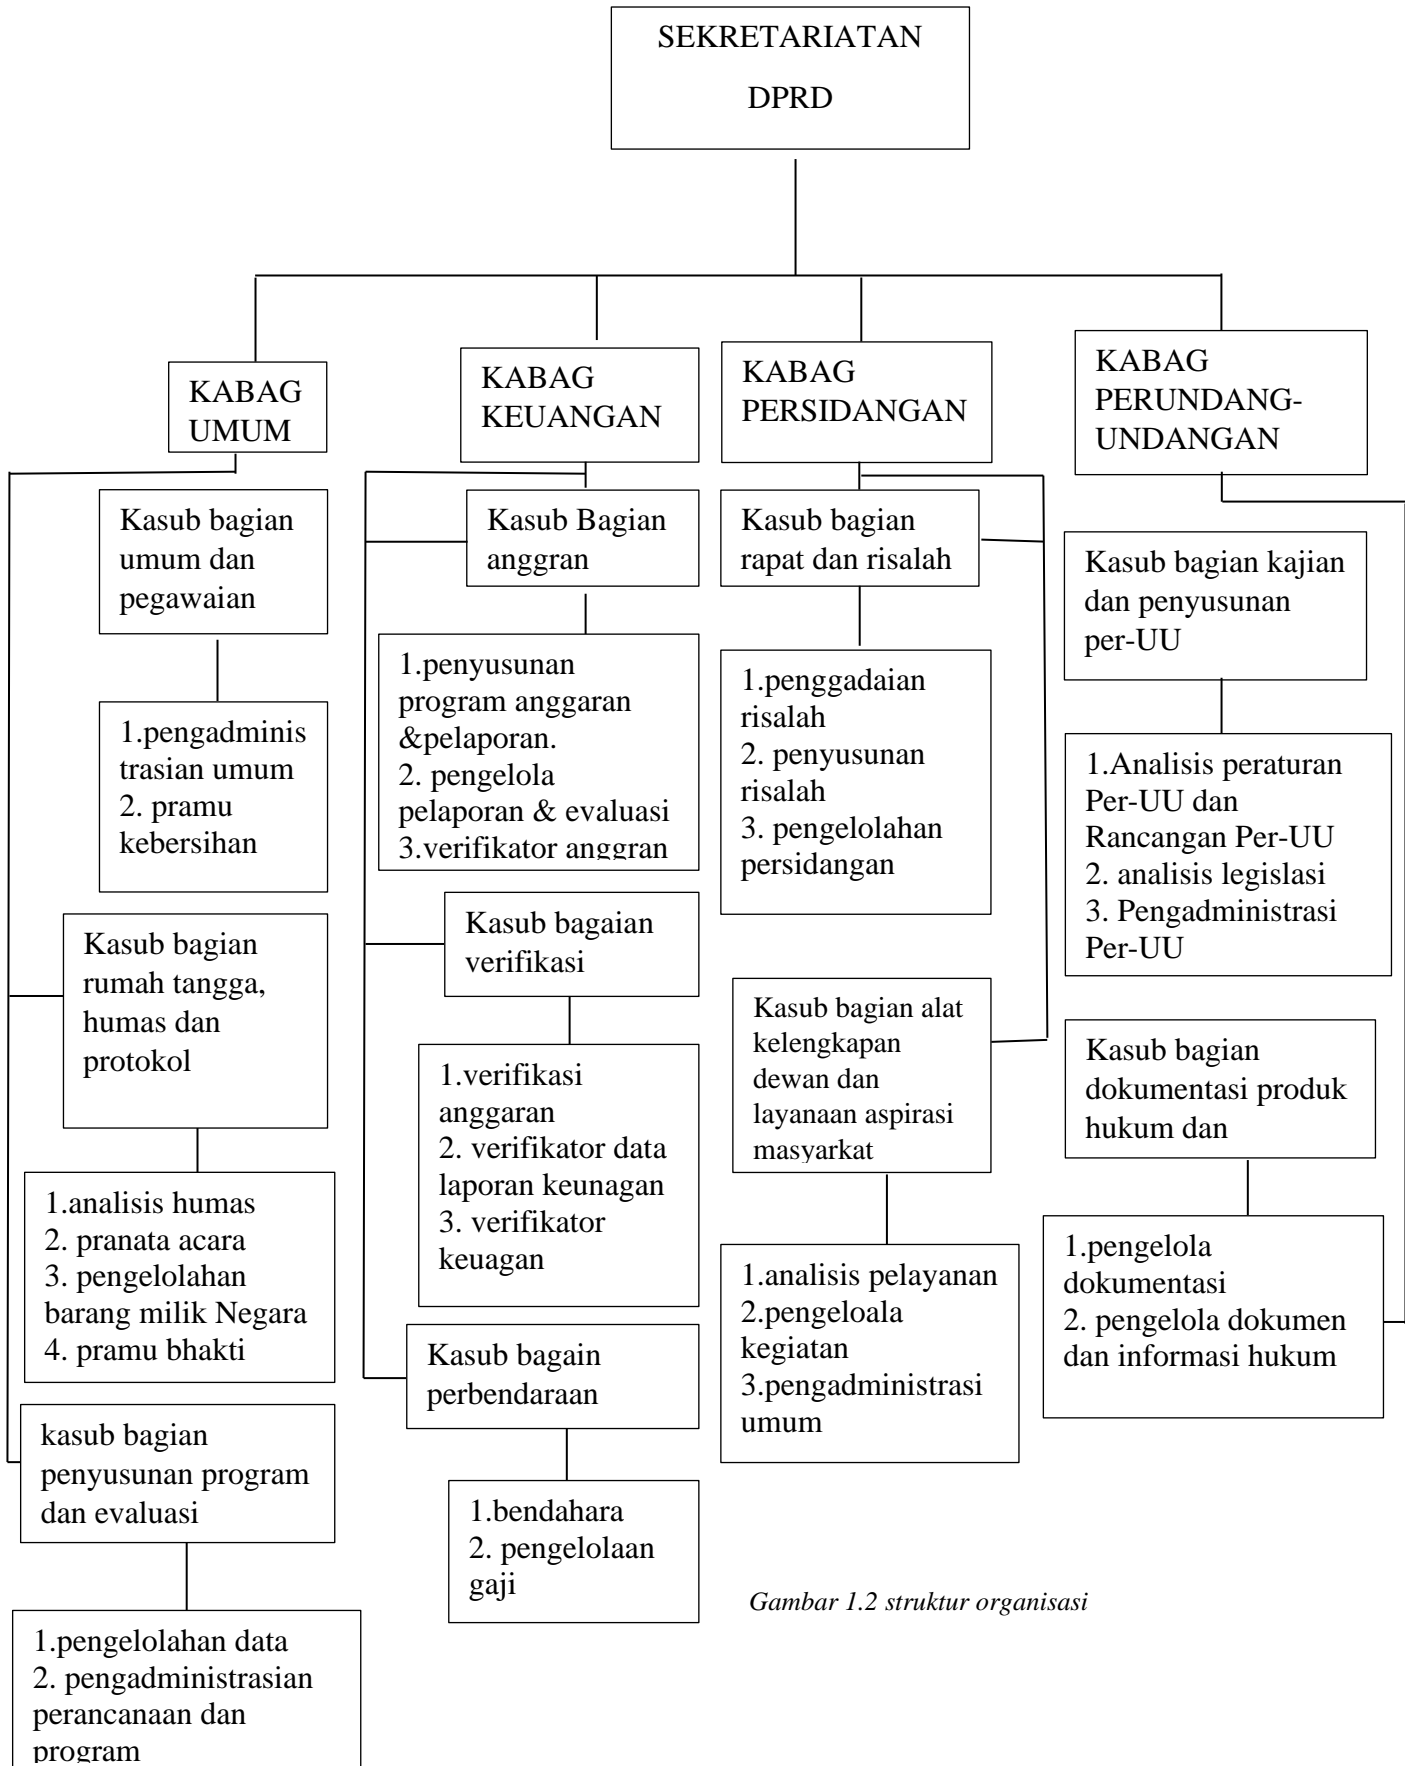 SEKRETARIATAN
DPRD
KABAG
UMUM
KABAG
KEUANGAN
KABAG
PERSIDANGAN
KABAG
PERUNDANG-
UNDANGAN
Kasub bagian
umum dan
pegawaian
1.pengadminis
trasian umum
2. pramu
kebersihan
Kasub bagian
rumah tangga,
humas dan
protokol
1.analisis humas
2. pranata acara
3. pengelolahan
barang milik Negara
4. pramu bhakti
kasub bagian
penyusunan program
dan evaluasi
1.pengelolahan data
2. pengadministrasian
perancanaan dan
program
Kasub Bagian
anggran
1.penyusunan
program anggaran
&pelaporan.
2. pengelola
pelaporan & evaluasi
3.verifikator anggran
Kasub bagaian
verifikasi
1.verifikasi
anggaran
2. verifikator data
laporan keunagan
3. verifikator
keuagan
Kasub bagain
perbendaraan
1.bendahara
2. pengelolaan
gaji
Kasub bagian
rapat dan risalah
1.penggadaian
risalah
2. penyusunan
risalah
3. pengelolahan
persidangan
Kasub bagian alat
kelengkapan
dewan dan
layanaan aspirasi
masyarkat
1.analisis pelayanan
2.pengeloala
kegiatan
3.pengadministrasi
umum
Kasub bagian kajian
dan penyusunan
per-UU
1.Analisis peraturan
Per-UU dan
Rancangan Per-UU
2. analisis legislasi
3. Pengadministrasi
Per-UU
Kasub bagian
dokumentasi produk
hukum dan
1.pengelola
dokumentasi
2. pengelola dokumen
dan informasi hukum
Gambar 1.2 struktur organisasi